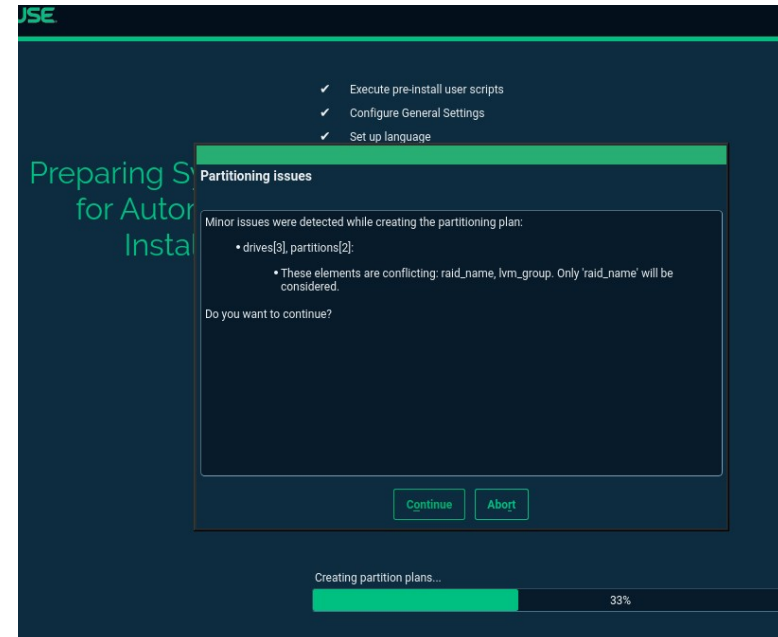 USE
✔ Execute pre-install user scripts
✔ Configure General Settings
✔ Set up language
Preparing Sy
for Autor
Instal
Partitioning issues
Minor issues were detected while creating the partitioning plan:
• drives[3], partitions[2]:
• These elements are conflicting: raid_name, lvm_group. Only 'raid_name' will be
considered.
Do you want to continue?
Continue
Abort
Creating partition plans...
33%